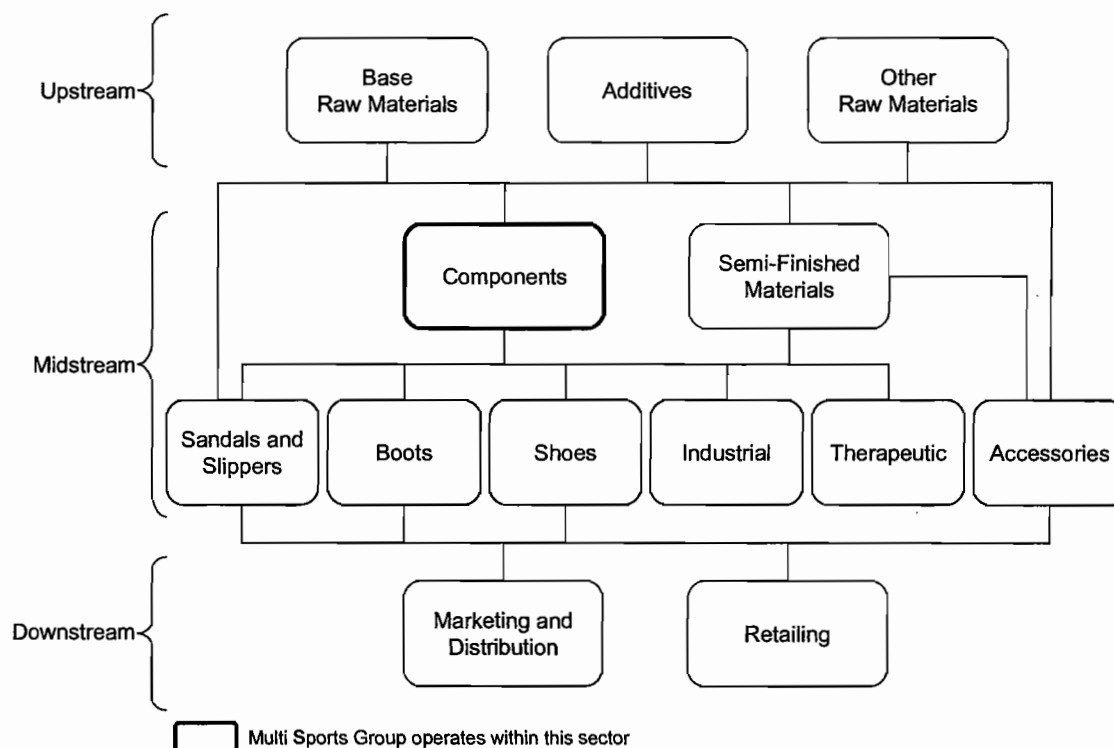 Upstream
Base
Raw Materials
Additives
Other
Raw Materials
Midstream
Components
Semi-Finished
Materials
Sandals and
Slippers
Boots
Shoes
Industrial
Therapeutic
Accessories
Downstream
Marketing and
Distribution
Retailing
Multi Sports Group operates within this sector